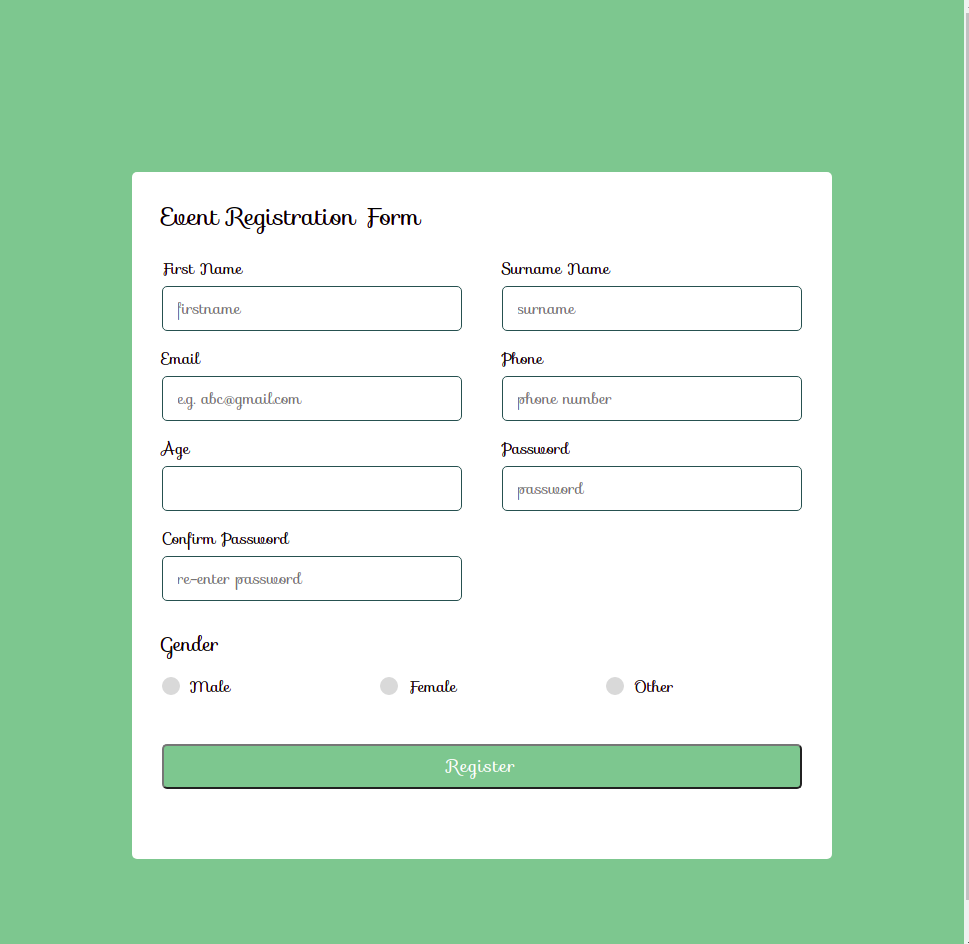 Event Registration Form
First Name Surname Name
firstname surname
Email Phone
e.g. abc@gmail.com phone number
Age Password
password
Confirm Password
re-enter password
Gender
Male Female Other
Register